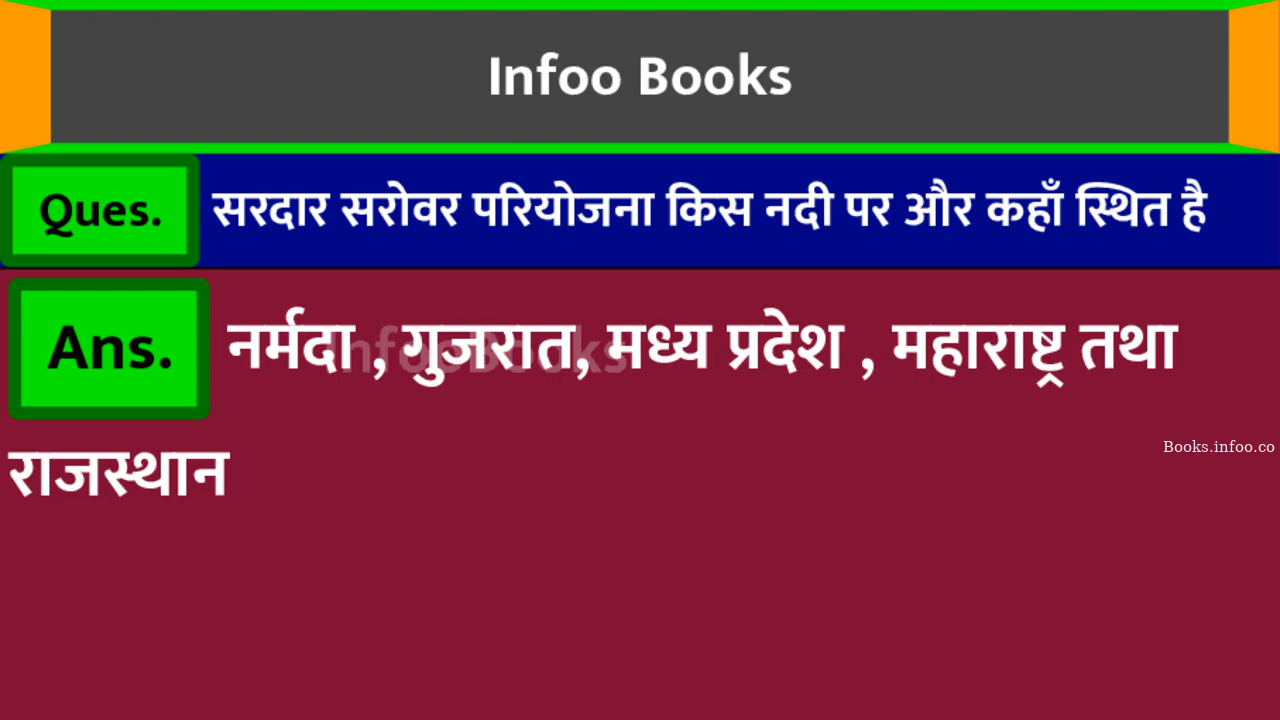 Infoo Books
Ques. सरदार सरोवर परियोजना किस नदी पर और कहाँ स्थित है
Ans. नर्मदा , गुजरात, मध्य प्रदेश , महाराष्ट्र तथा
InfooBooks
राजस्थान
Books.infoo.co